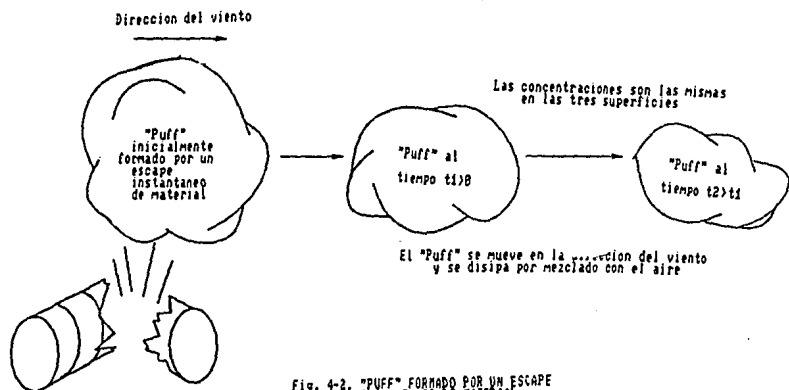 Direccion del viento
Las concentraciones son las mismas
en las tres superficies
"Puff"
inicialmente
formado por un
escape
instantaneo
de material
"Puff" al
tiempo t1>0
"Puff" al
tiempo t2>t1
El "Puff" se mueve en la direccion del viento
y se disipa por mezclado con el aire
Fig. 4-2. "PUFF" FORMADO POR UN ESCAPE